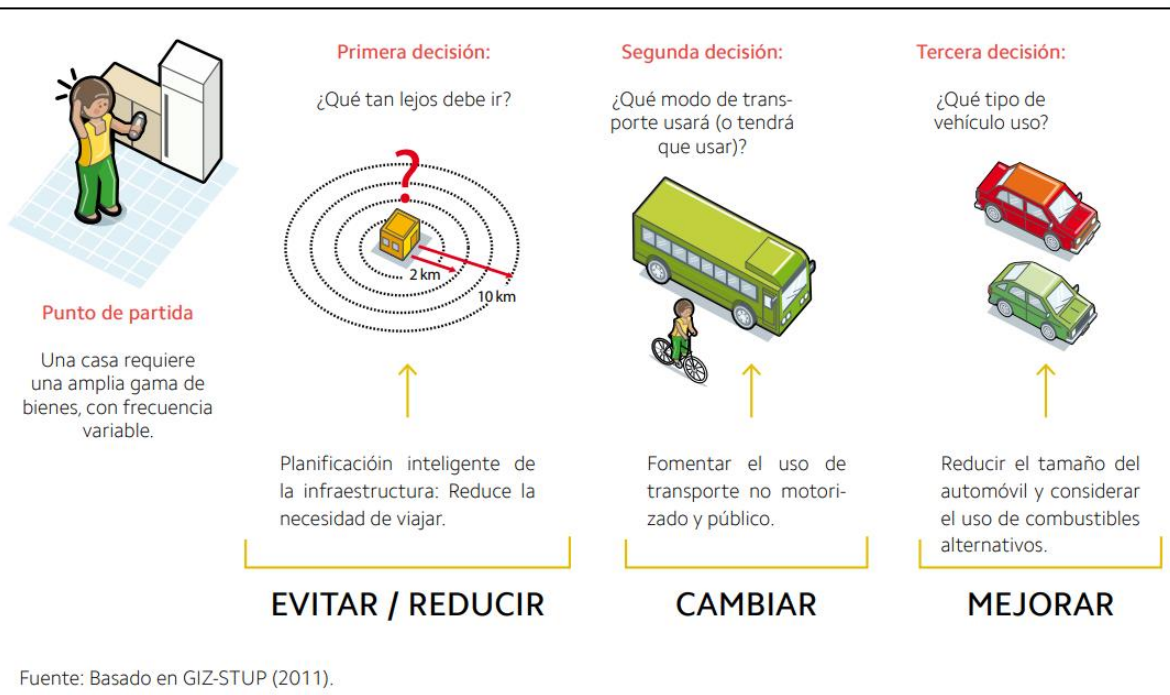 Punto de partida
Una casa requiere
una amplia gama de
bienes, con frecuencia
variable.
Primera decisión:
¿Qué tan lejos debe ir?
?
2 km
10 km
Planificacióin inteligente de
la infraestructura: Reduce la
necesidad de viajar.
EVITAR / REDUCIR
Segunda decisión:
¿Qué modo de trans-
porte usará (o tendrá
que usar)?
Fomentar el uso de
transporte no motori-
zado y público.
CAMBIAR
Tercera decisión:
¿Qué tipo de
vehículo uso?
Reducir el tamaño del
automóvil y considerar
el uso de combustibles
alternativos.
MEJORAR
Fuente: Basado en GIZ-STUP (2011).